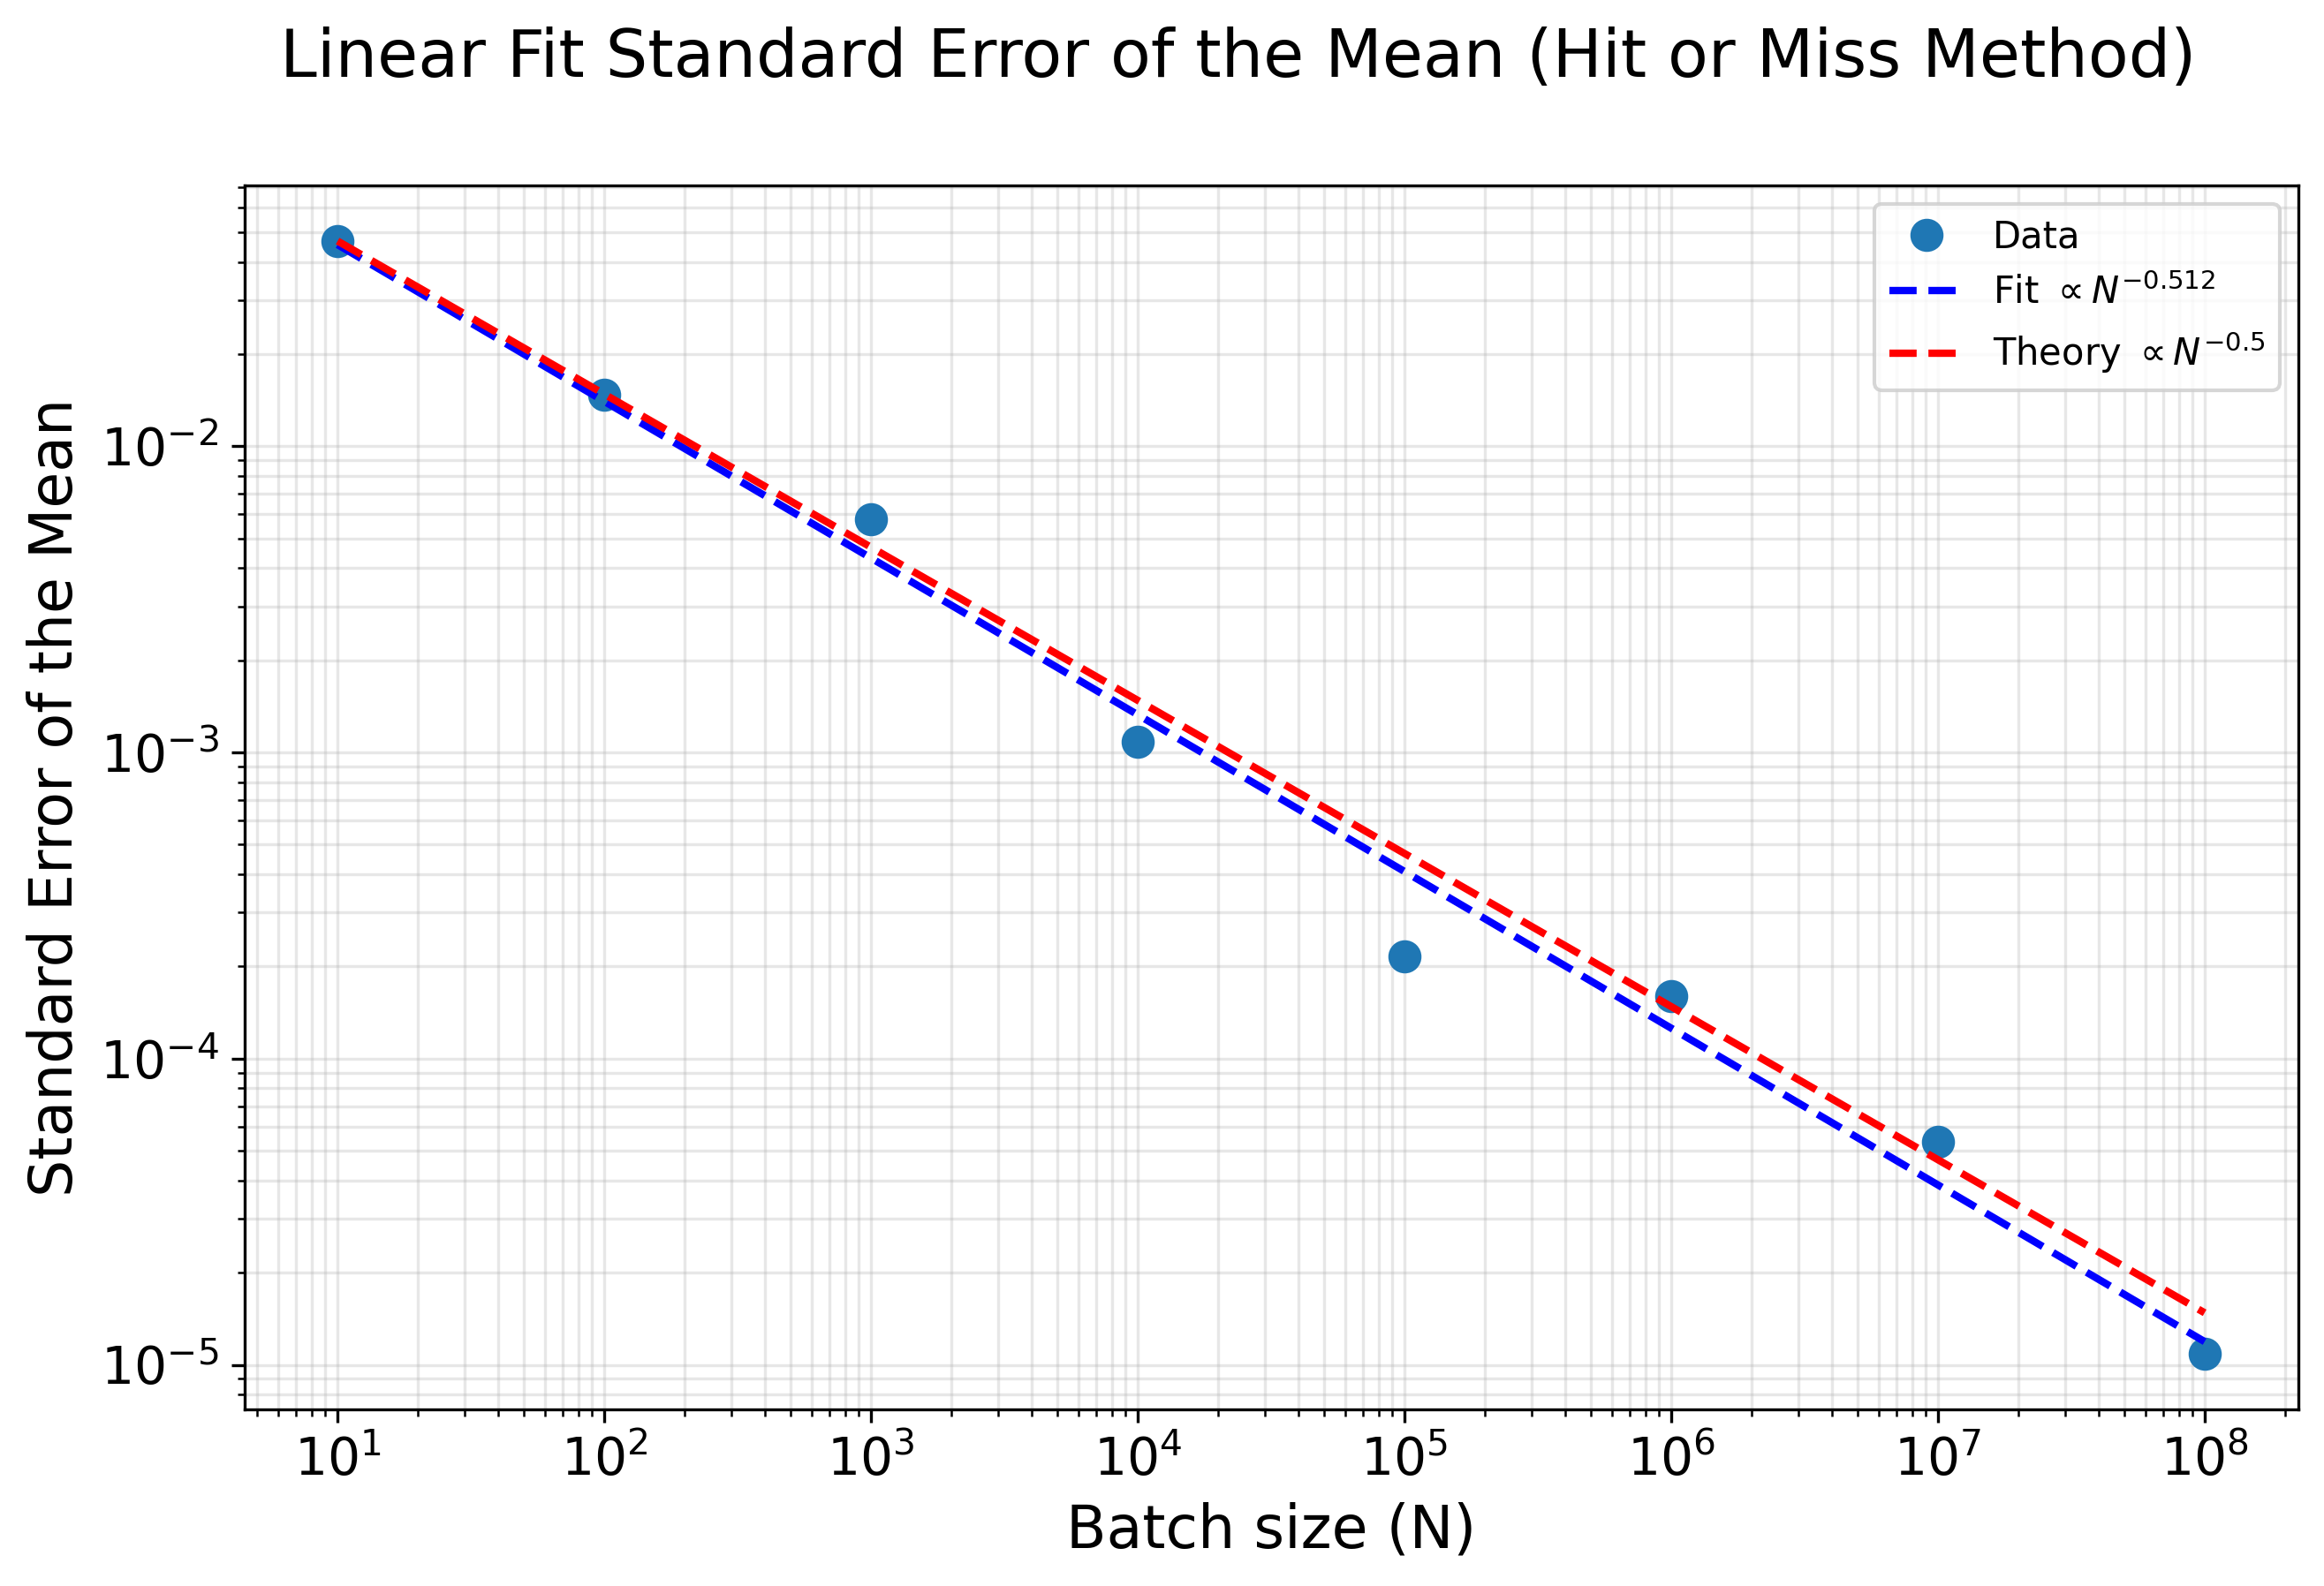 Linear Fit Standard Error of the Mean (Hit or Miss Method)
Data
Fit ∝ N^{-0.512}
Theory ∝ N^{-0.5}
Standard Error of the Mean
10^{-2}
10^{-3}
10^{-4}
10^{-5}
10^1 10^2 10^3 10^4 10^5 10^6 10^7 10^8
Batch size (N)